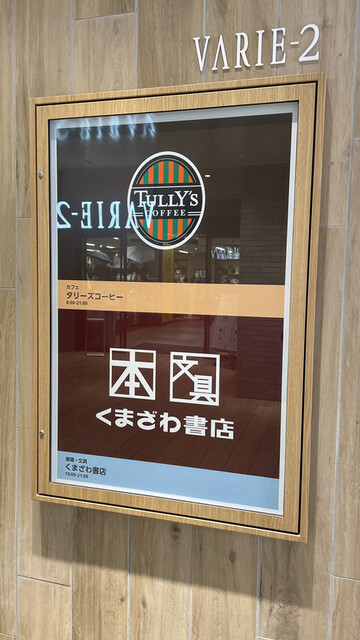 VARIE-2
TULLY'S
COFFEE
カフェ
タリーズコーヒー
8:00-21:00
本 文具
くまざわ書店
書籍・文具
くまざわ書店
10:00-21:00